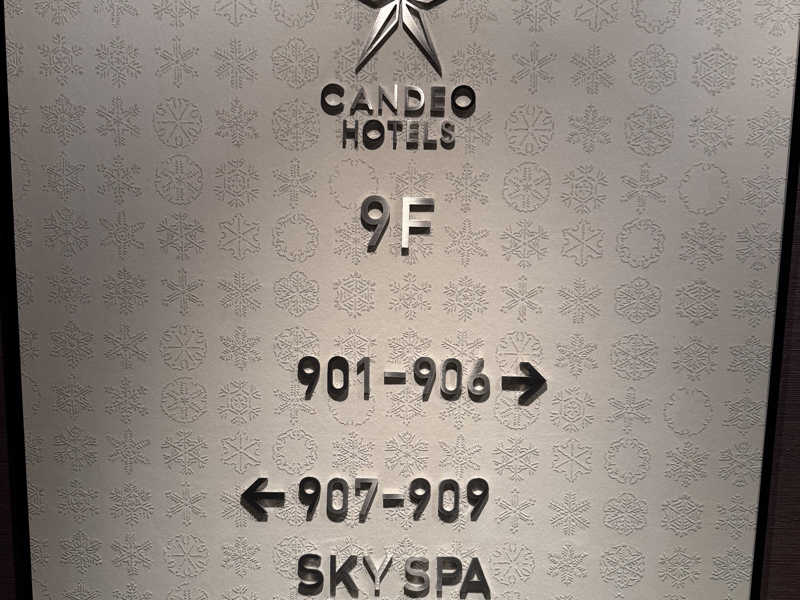 CANDEO
HOTELS
9F
901-906→
←907-909
SKY SPA